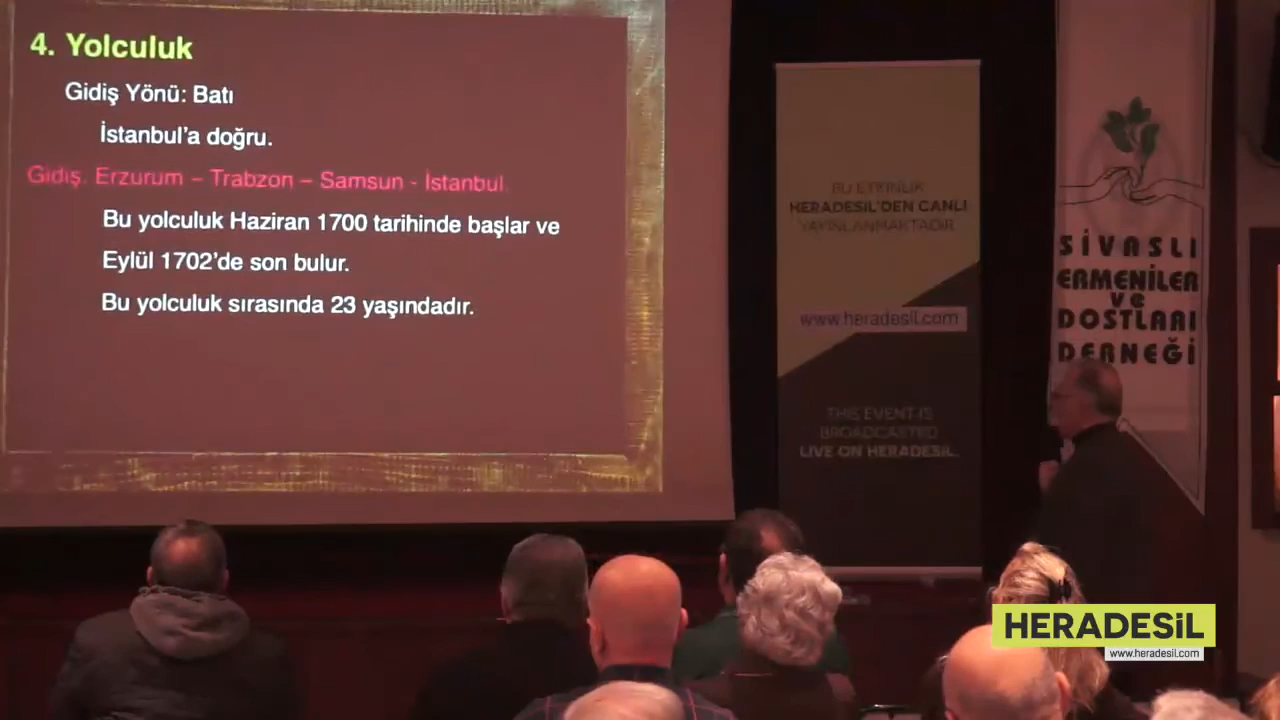 4. Yolculuk
Gidiş Yönü: Batı
İstanbul’a doğru.
Gidiş. Erzurum – Trabzon – Samsun - İstanbul.
Bu yolculuk Haziran 1700 tarihinde başlar ve
Eylül 1702’de son bulur.
Bu yolculuk sırasında 23 yaşındadır.
BU ETKİNLİK
HERADESİL’DEN CANLI
YAYINLANMAKTADIR
www.heradesil.com
THIS EVENT IS
BROADCASTED
LIVE ON HERADESİL.
SİVASLI
ERMENİLER
ve
DOSTLARI
DERNEĞİ
HERADESiL
www.heradesil.com